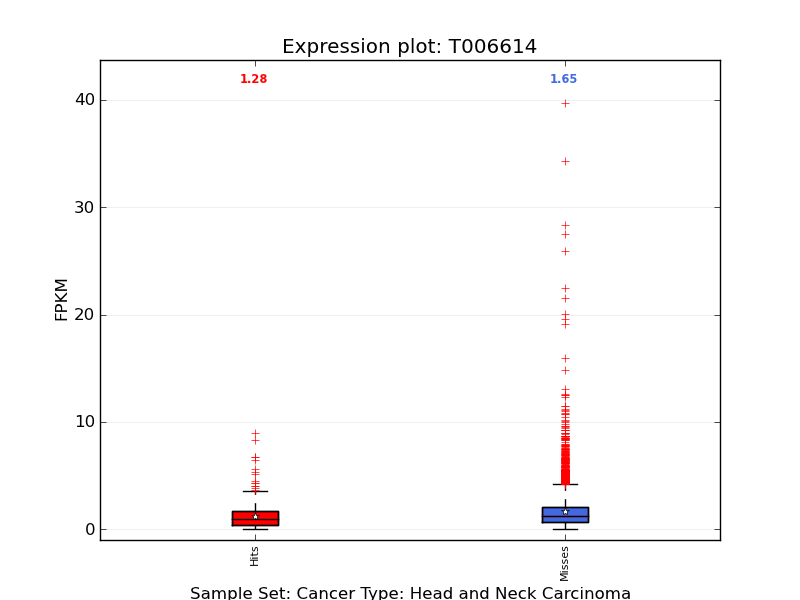 Expression plot: T006614
1.28
1.65
40
30
20
10
0
FPKM
Hits
Misses
Sample Set: Cancer Type: Head and Neck Carcinoma